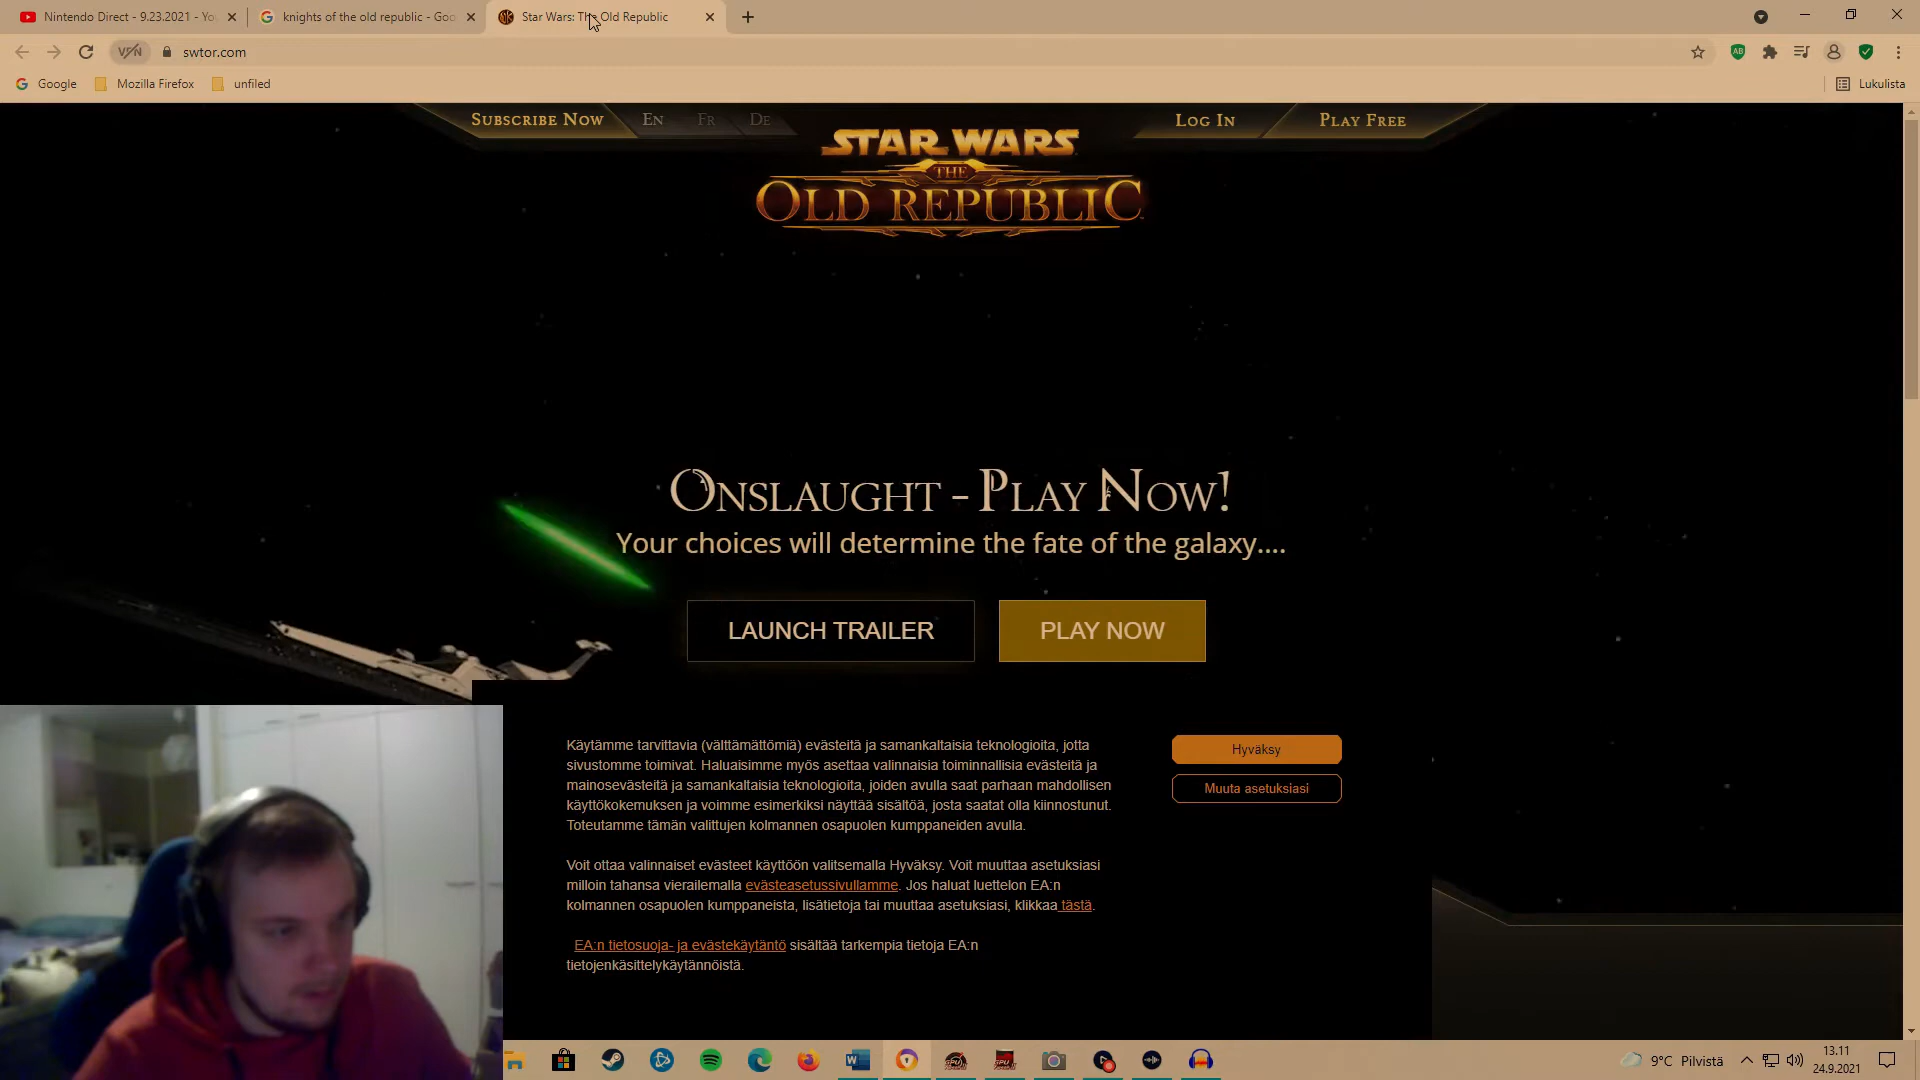 Nintendo Direct - 9.23.2021 - Yo
knights of the old republic - Goo
Star Wars: The Old Republic
VPN
swtor.com
Google
Mozilla Firefox
unfiled
Lukulista
SUBSCRIBE NOW
EN
FR
DE
LOG IN
PLAY FREE
STAR WARS
THE
OLD REPUBLIC
ONSLAUGHT - PLAY NOW!
Your choices will determine the fate of the galaxy....
LAUNCH TRAILER
PLAY NOW
Käytämme tarvittavia (välttämättömiä) evästeitä ja samankaltaisia teknologioita, jotta
sivustomme toimivat. Haluaisimme myös asettaa valinnaisia toiminnallisia evästeitä ja
mainosevästeitä ja samankaltaisia teknologioita, joiden avulla saat parhaan mahdollisen
käyttökokemuksen ja voimme esimerkiksi näyttää sisältöä, josta saatat olla kiinnostunut.
Toteutamme tämän valittujen kolmannen osapuolen kumppaneiden avulla.
Hyväksy
Muuta asetuksiasi
Voit ottaa valinnaiset evästeet käyttöön valitsemalla Hyväksy. Voit muuttaa asetuksiasi
milloin tahansa vierailemalla evästeasetussivullamme. Jos haluat luettelon EA:n
kolmannen osapuolen kumppaneista, lisätietoja tai muuttaa asetuksiasi, klikkaa tästä.
EA:n tietosuoja- ja evästekäytäntö sisältää tarkempia tietoja EA:n
tietojenkäsittelykäytännöistä.
9°C Pilvistä
13.11
24.9.2021